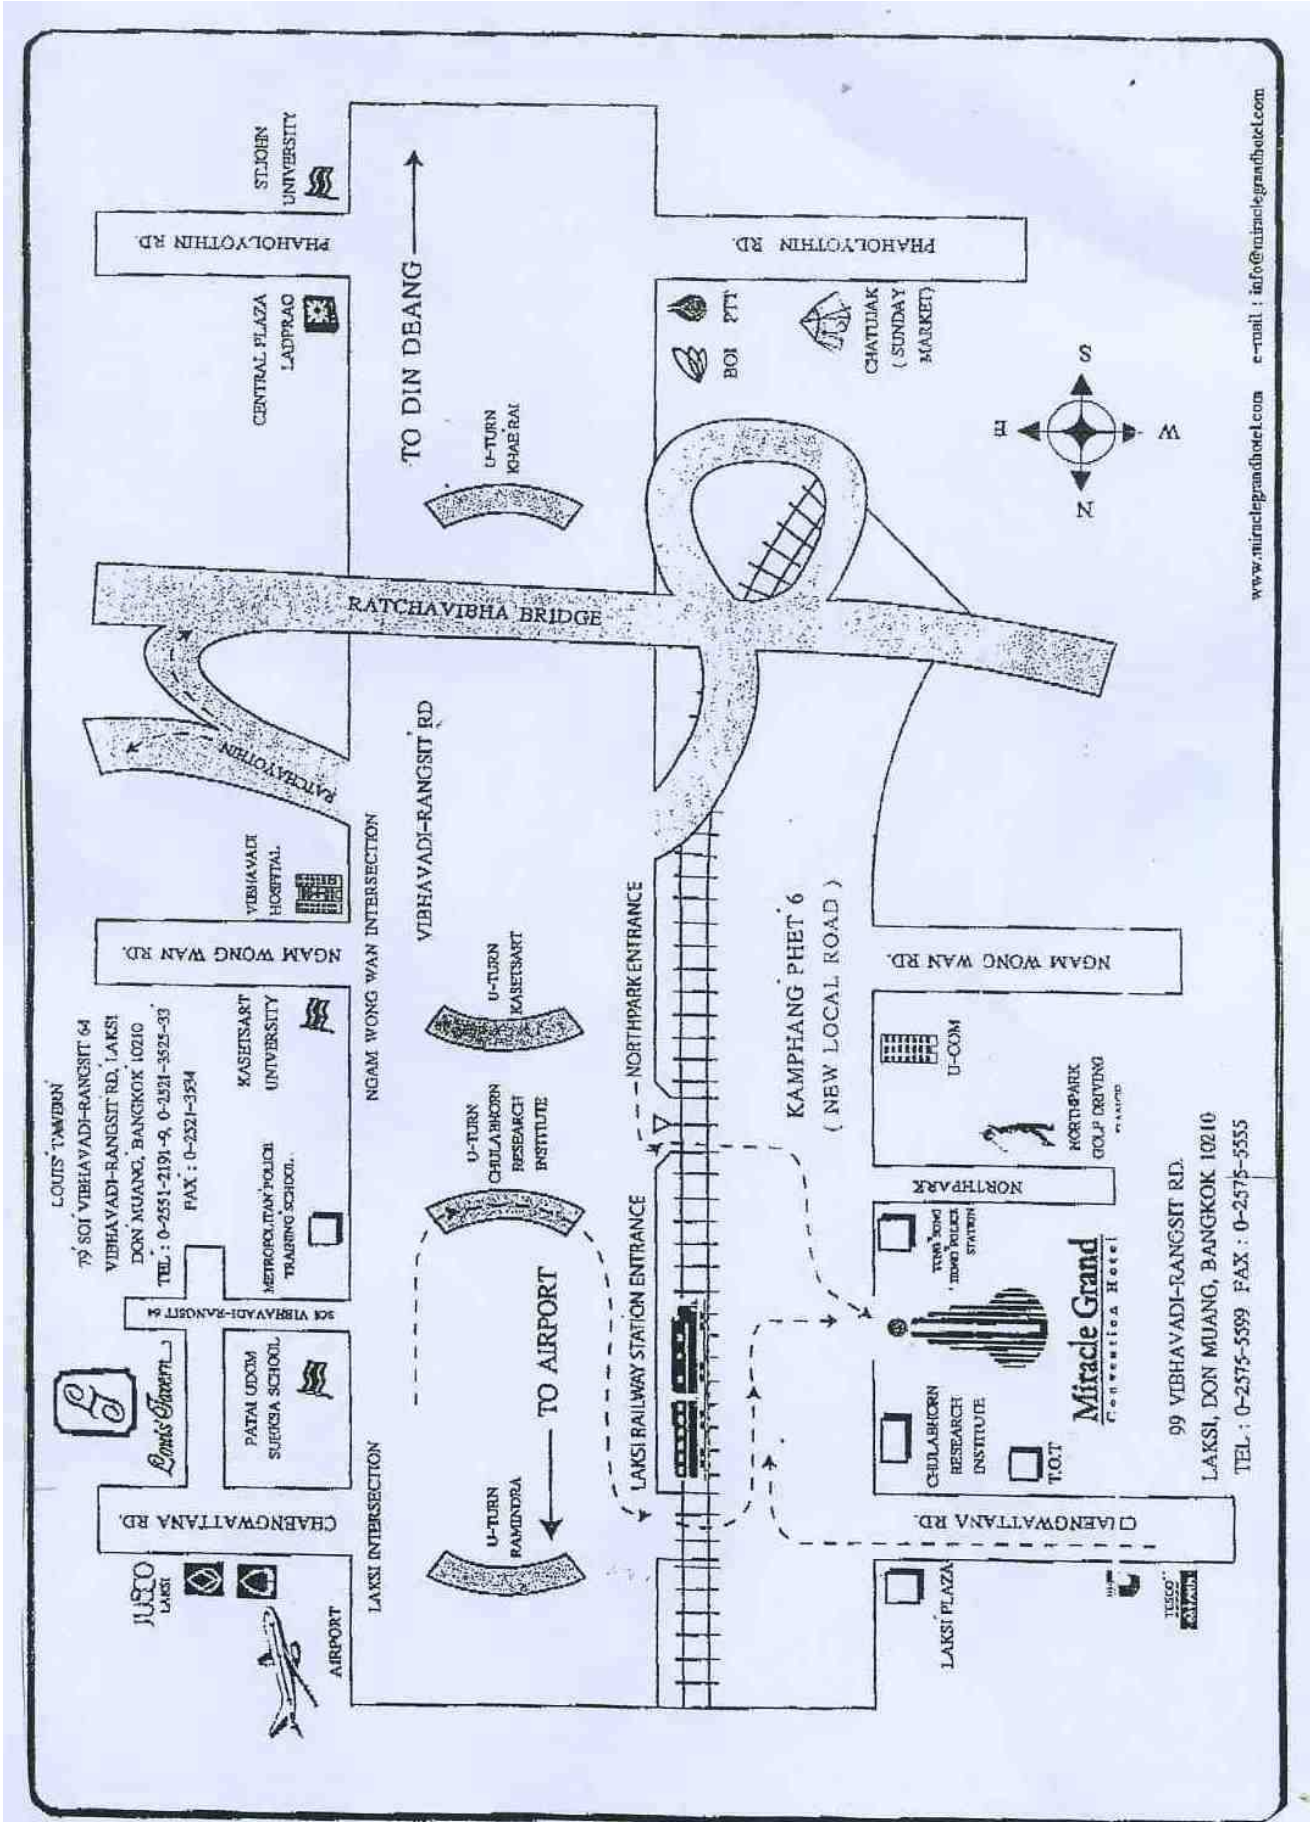 LOUIS' TAVERN
79 SOI VIBHAVADI-RANGSIT 64
VIBHAVADI-RANGSIT RD, LAKSI
DON MUANG, BANGKOK 10210
TEL : 0-2551-2191-9, 0-2521-3525-33
FAX : 0-2521-3534
Louis' Tavern
JUSCO
LAKSI
AIRPORT
CHAENGWATTANA RD.
PATAI UDOM
SUEKSA SCHOOL
SOI VIBHAVADI-RANGSIT 64
METROPOLITAN POLICE
TRAINING SCHOOL.
KASETSART
UNIVERSITY
NGAM WONG WAN RD.
VIBHAVADI
HOSPITAL
RATCHAYOTHIN
CENTRAL PLAZA
LADPRAO
PHAHOLYOTHIN RD
ST.JOHN
UNIVERSITY
LAKSI INTERSECTION
NGAM WONG WAN INTERSECTION
VIBHAVADI-RANGSIT RD
TO DIN DEANG
U-TURN
RAMINDRA
TO AIRPORT
U-TURN
CHULABHORN
RESEARCH
INSTITUTE
U-TURN
KASETSART
RATCHAVIBHA BRIDGE
U-TURN
KHAE RAI
LAKSI RAILWAY STATION ENTRANCE
NORTHPARK ENTRANCE
KAMPHANG PHET 6
( NEW LOCAL ROAD )
BOI
PTT
CHATUJAK
( SUNDAY
MARKET)
PHAHOLYOTHIN RD.
LAKSI PLAZA
TESCO
CHAENGWATTANA RD.
CHULABHORN
RESEARCH
INSTITUTE
T.O.T
Miracle Grand
Convention Hotel
POLICE
STATION
NORTHPARK
NORTHPARK
GOLF DRIVING
U-COM
NGAM WONG WAN RD.
N
E
S
W
99 VIBHAVADI-RANGSIT RD.
LAKSI, DON MUANG, BANGKOK 10210
TEL : 0-2575-5599 FAX : 0-2575-5555
www.miraclegrandhotel.com e-mail : info@miraclegrandhotel.com